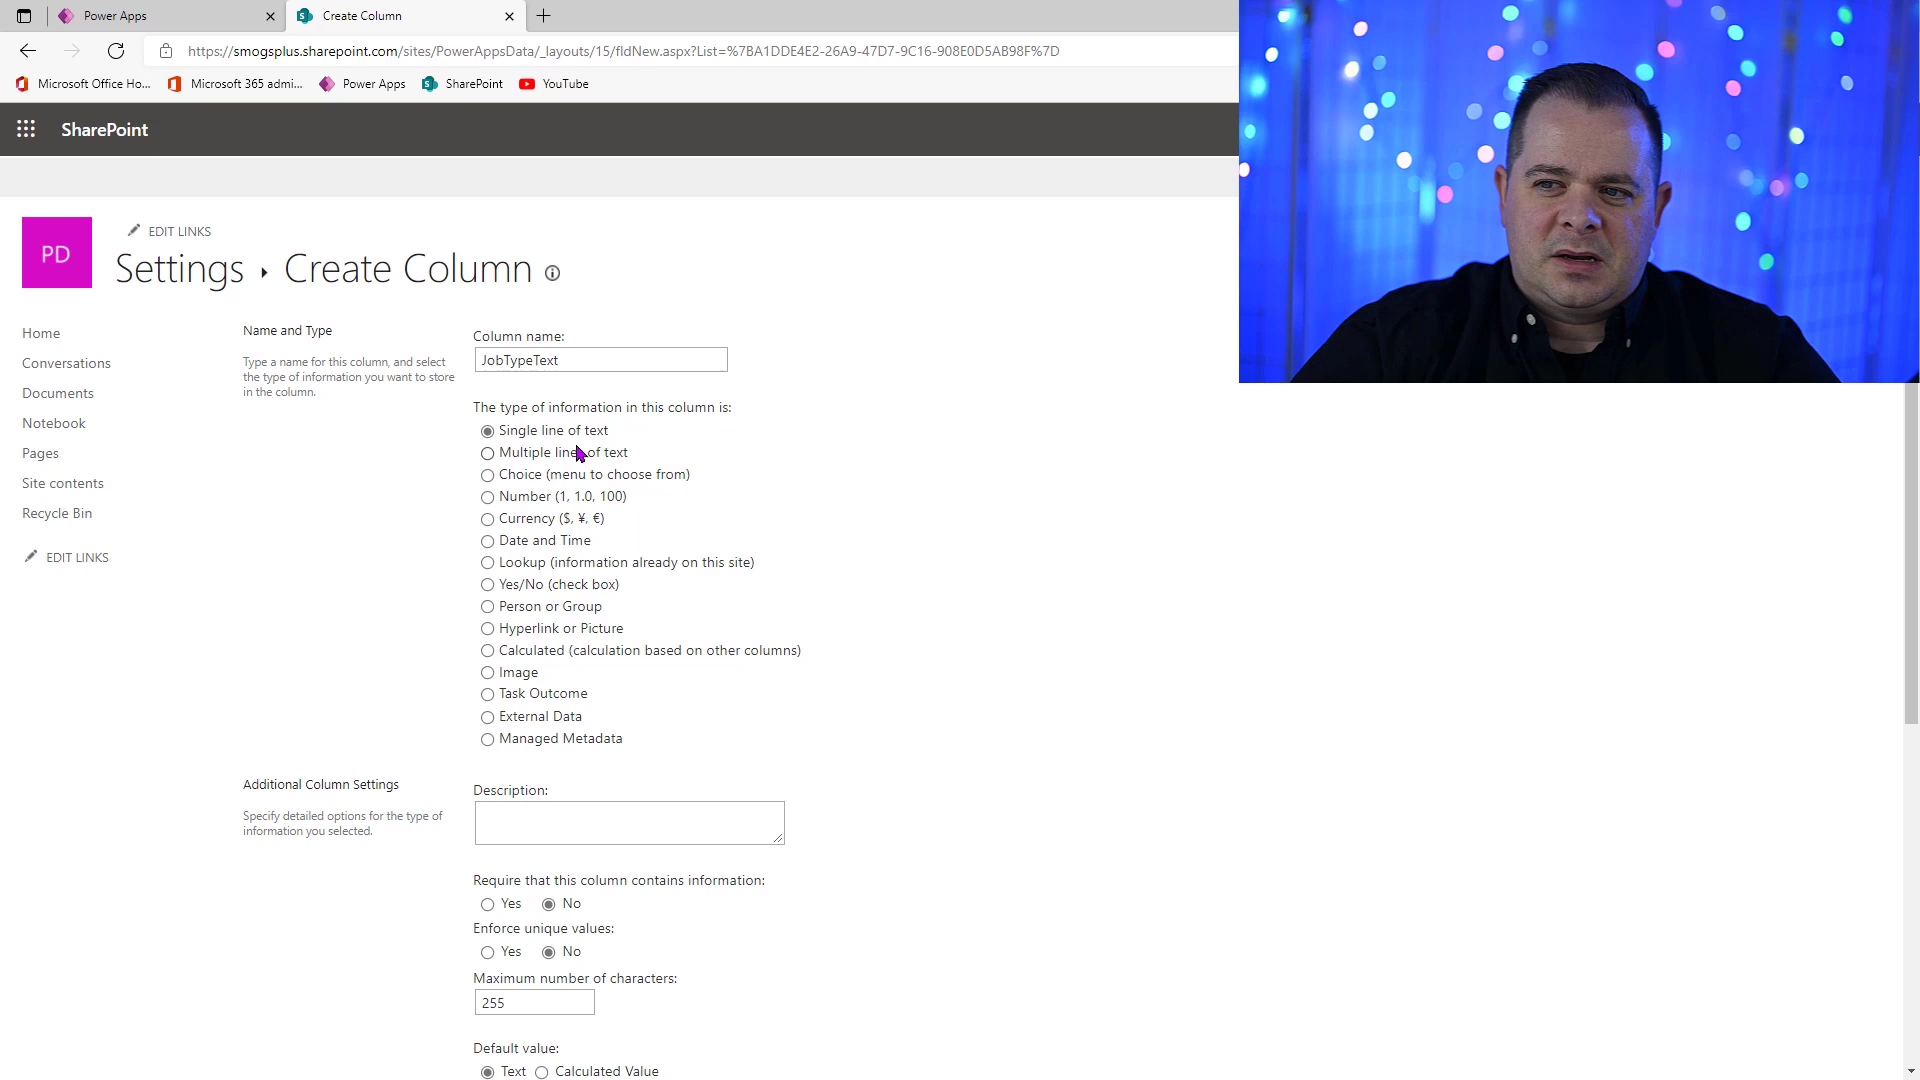 Power Apps
Create Column
https://smogsplus.sharepoint.com/sites/PowerAppsData/_layouts/15/fldNew.aspx?List=%7BA1DDE4E2-26A9-47D7-9C16-908E0D5AB98F%7D
Microsoft Office Ho...
Microsoft 365 admi...
Power Apps
SharePoint
YouTube
SharePoint
PD
EDIT LINKS
Settings ▸ Create Column
Home
Conversations
Documents
Notebook
Pages
Site contents
Recycle Bin
EDIT LINKS
Name and Type
Type a name for this column, and select
the type of information you want to store
in the column.
Column name:
JobTypeText
The type of information in this column is:
Single line of text
Multiple lines of text
Choice (menu to choose from)
Number (1, 1.0, 100)
Currency ($, ¥, €)
Date and Time
Lookup (information already on this site)
Yes/No (check box)
Person or Group
Hyperlink or Picture
Calculated (calculation based on other columns)
Image
Task Outcome
External Data
Managed Metadata
Additional Column Settings
Specify detailed options for the type of
information you selected.
Description:
Require that this column contains information:
Yes No
Enforce unique values:
Yes No
Maximum number of characters:
255
Default value:
Text Calculated Value